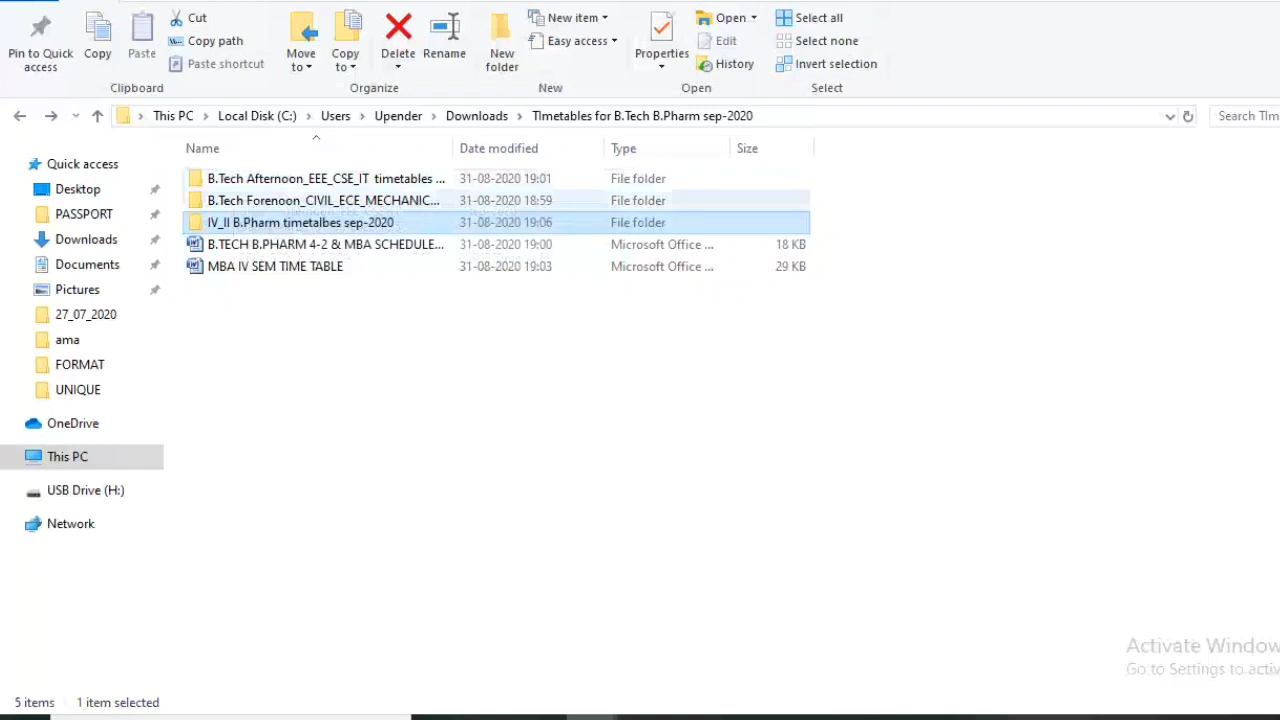 Pin to Quick access
Copy
Paste
Cut
Copy path
Paste shortcut
Clipboard
Move to
Copy to
Delete
Rename
Organize
New folder
New item
Easy access
New
Properties
Open
Edit
History
Open
Select all
Select none
Invert selection
Select
This PC > Local Disk (C:) > Users > Upender > Downloads > TImetables for B.Tech B.Pharm sep-2020
Search TIm
Name Date modified Type Size
B.Tech Afternoon_EEE_CSE_IT timetables ... 31-08-2020 19:01 File folder
B.Tech Forenoon_CIVIL_ECE_MECHANIC... 31-08-2020 18:59 File folder
IV_II B.Pharm timetalbes sep-2020 31-08-2020 19:06 File folder
B.TECH B.PHARM 4-2 & MBA SCHEDULE... 31-08-2020 19:00 Microsoft Office ... 18 KB
MBA IV SEM TIME TABLE 31-08-2020 19:03 Microsoft Office ... 29 KB
Quick access
Desktop
PASSPORT
Downloads
Documents
Pictures
27_07_2020
ama
FORMAT
UNIQUE
OneDrive
This PC
USB Drive (H:)
Network
Activate Window
Go to Settings to activ
5 items 1 item selected